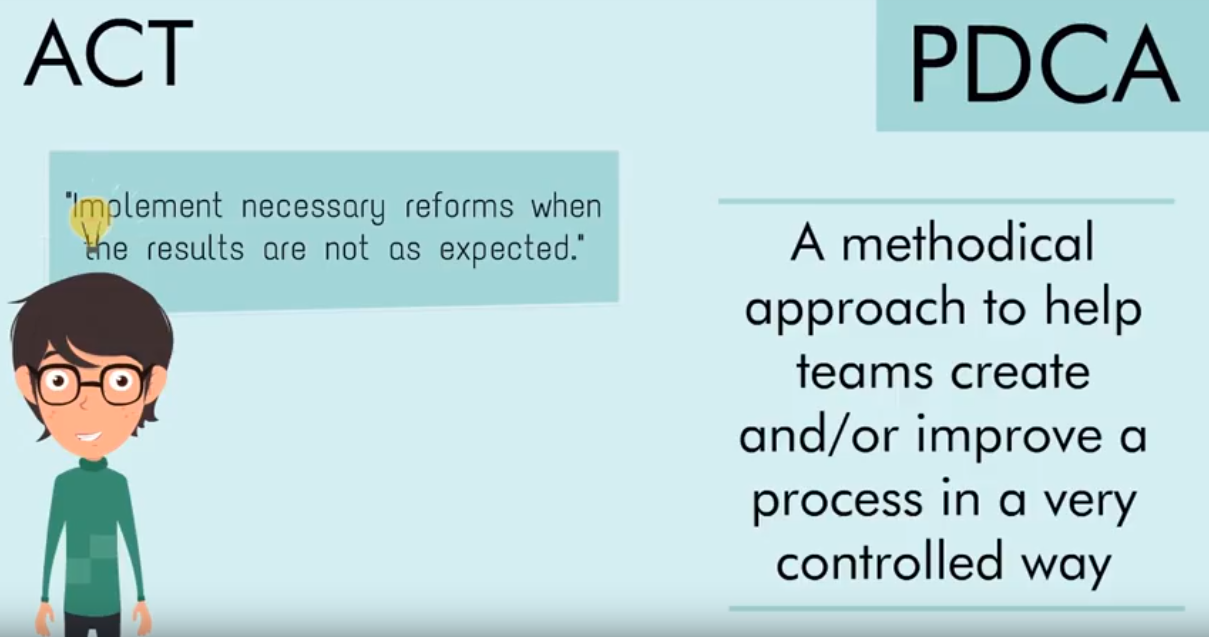 ACT
PDCA
"Implement necessary reforms when
the results are not as expected."
A methodical
approach to help
teams create
and/or improve a
process in a very
controlled way